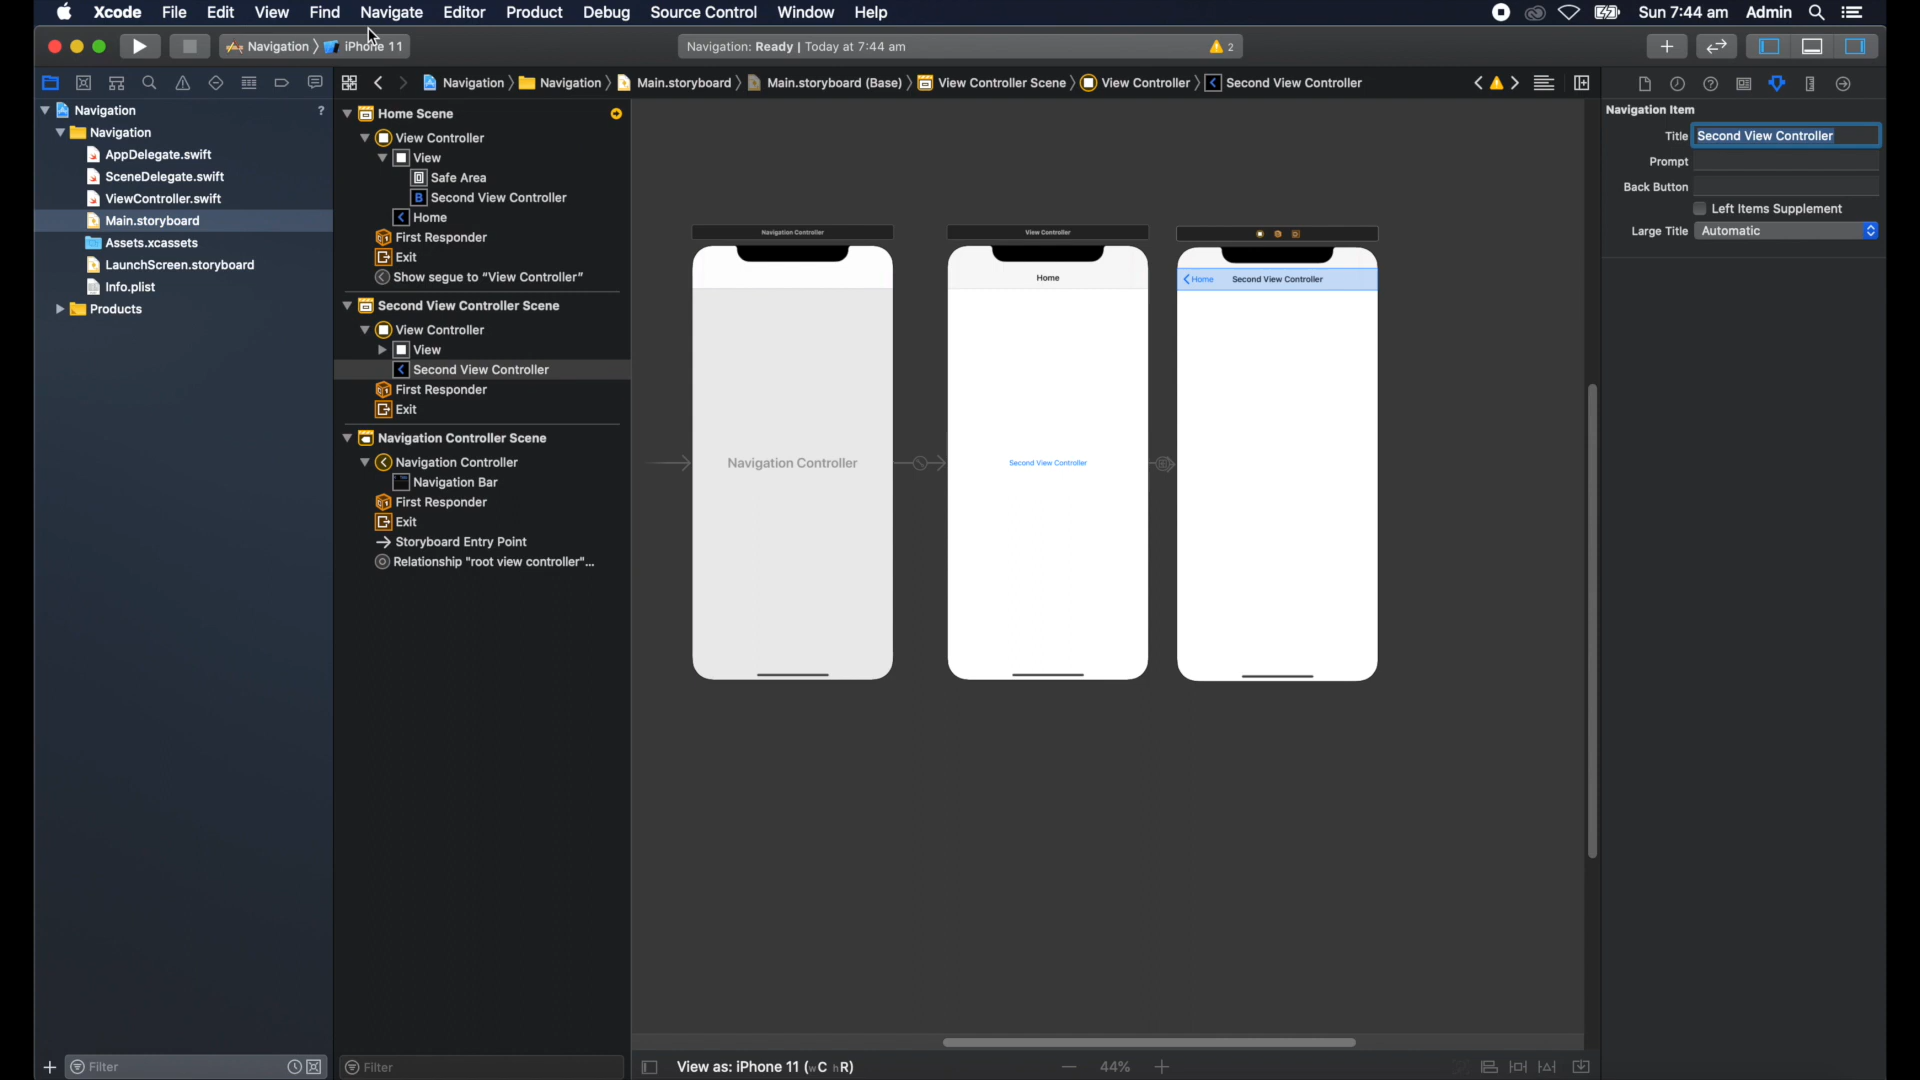 Xcode File Edit View Find Navigate Editor Product Debug Source Control Window Help Sun 7:44 am Admin
Navigation iPhone 11 Navigation: Ready | Today at 7:44 am 2
Navigation Navigation Main.storyboard Main.storyboard (Base) View Controller Scene View Controller Second View Controller
Navigation ?
Navigation
AppDelegate.swift
SceneDelegate.swift
ViewController.swift
Main.storyboard
Assets.xcassets
LaunchScreen.storyboard
Info.plist
Products
Filter
Home Scene
View Controller
View
Safe Area
B Second View Controller
Home
First Responder
Exit
Show segue to “View Controller”
Second View Controller Scene
View Controller
View
Second View Controller
First Responder
Exit
Navigation Controller Scene
Navigation Controller
Navigation Bar
First Responder
Exit
Storyboard Entry Point
Relationship "root view controller"...
Filter
Navigation Controller
Navigation Controller
View Controller
Home
Second View Controller
Home Second View Controller
View as: iPhone 11 (wC hR) 44%
Navigation Item
Title Second View Controller
Prompt
Back Button
Left Items Supplement
Large Title Automatic